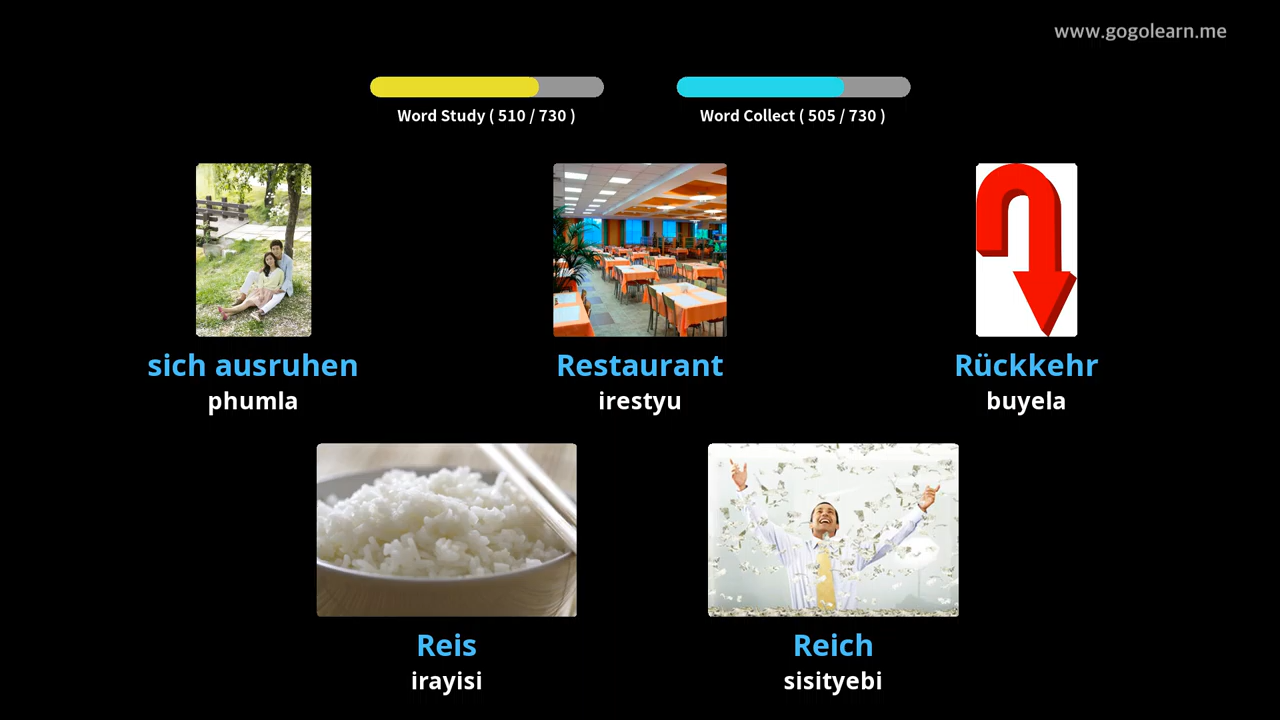 www.gogolearn.me
Word Study ( 510 / 730 )
Word Collect ( 505 / 730 )
sich ausruhen
phumla
Restaurant
irestyu
Rückkehr
buyela
Reis
irayisi
Reich
sisityebi